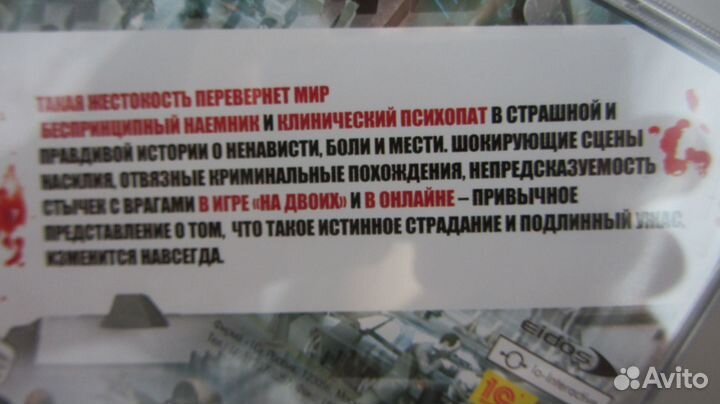 ТАКАЯ ЖЕСТОКОСТЬ ПЕРЕВЕРНЕТ МИР
БЕСПРИНЦИПНЫЙ НАЕМНИК И КЛИНИЧЕСКИЙ ПСИХОПАТ В СТРАШНОЙ И
ПРАВДИВОЙ ИСТОРИИ О НЕНАВИСТИ, БОЛИ И МЕСТИ. ШОКИРУЮЩИЕ СЦЕНЫ
НАСИЛИЯ, ОТВЯЗНЫЕ КРИМИНАЛЬНЫЕ ПОХОЖДЕНИЯ, НЕПРЕДСКАЗУЕМОСТЬ
СТЫЧЕК С ВРАГАМИ В ИГРЕ «НА ДВОИХ» И В ОНЛАЙНЕ – ПРИВЫЧНОЕ
ПРЕДСТАВЛЕНИЕ О ТОМ, ЧТО ТАКОЕ ИСТИННОЕ СТРАДАНИЕ И ПОДЛИННЫЙ УЖАС,
ИЗМЕНИТСЯ НАВСЕГДА.
Eidos
Io-Interactive
1C
Avito